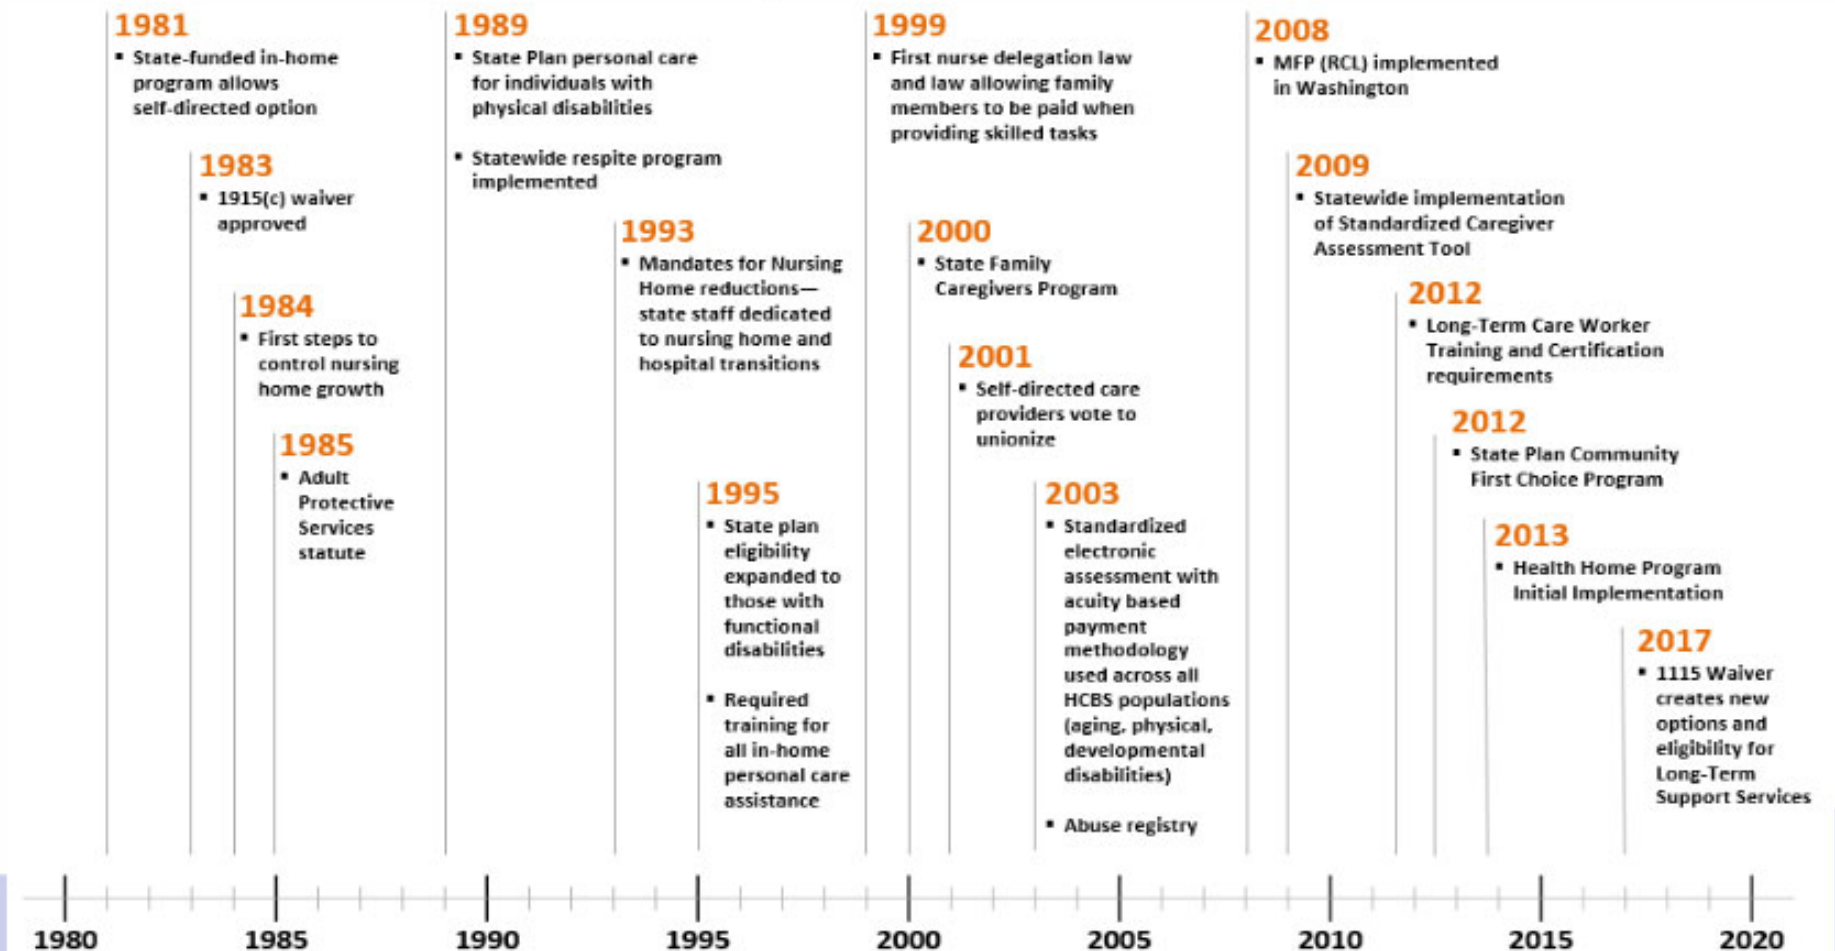 1981
▪ State-funded in-home
program allows
self-directed option
1983
▪ 1915(c) waiver
approved
1984
▪ First steps to
control nursing
home growth
1985
▪ Adult
Protective
Services
statute
1989
▪ State Plan personal care
for individuals with
physical disabilities
▪ Statewide respite program
implemented
1993
▪ Mandates for Nursing
Home reductions—
state staff dedicated
to nursing home and
hospital transitions
1995
▪ State plan
eligibility
expanded to
those with
functional
disabilities
▪ Required
training for
all in-home
personal care
assistance
1999
▪ First nurse delegation law
and law allowing family
members to be paid when
providing skilled tasks
2000
▪ State Family
Caregivers Program
2001
▪ Self-directed care
providers vote to
unionize
2003
▪ Standardized
electronic
assessment with
acuity based
payment
methodology
used across all
HCBS populations
(aging, physical,
developmental
disabilities)
▪ Abuse registry
2008
▪ MFP (RCL) implemented
in Washington
2009
▪ Statewide implementation
of Standardized Caregiver
Assessment Tool
2012
▪ Long-Term Care Worker
Training and Certification
requirements
2012
▪ State Plan Community
First Choice Program
2013
▪ Health Home Program
Initial Implementation
2017
▪ 1115 Waiver
creates new
options and
eligibility for
Long-Term
Support Services
1980 1985 1990 1995 2000 2005 2010 2015 2020